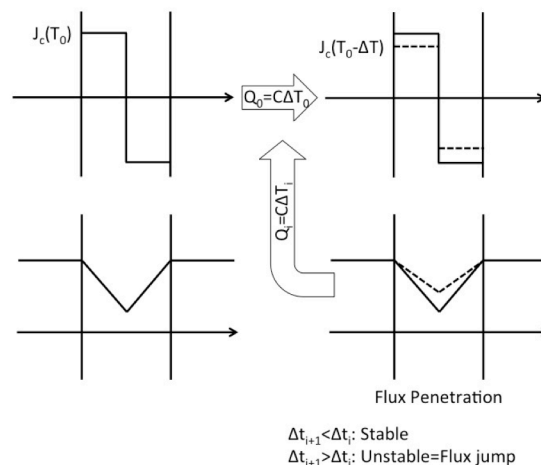 J_c(T_0)
Q_0=CΔT_0
J_c(T_0-ΔT)
Q_i=CΔT_i
Flux Penetration
Δt_{i+1}<Δt_i: Stable
Δt_{i+1}>Δt_i: Unstable=Flux jump